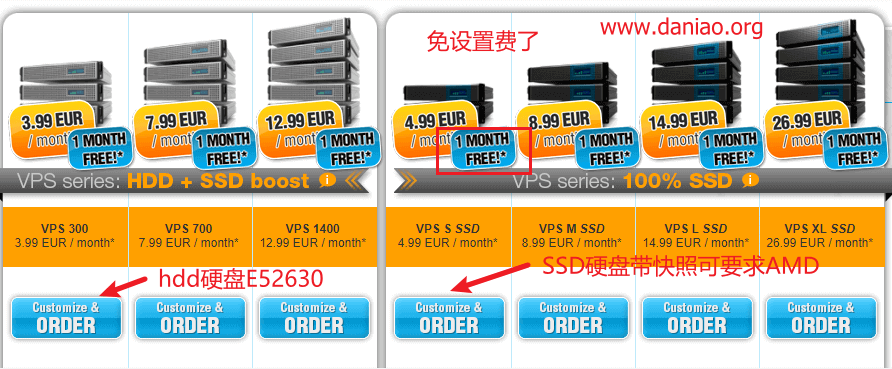 www.daniao.org
免设置费了
3.99 EUR
/ month*
1 MONTH
FREE!*
7.99 EUR
/ month*
1 MONTH
FREE!*
12.99 EUR
/ month*
1 MONTH
FREE!*
4.99 EUR
/ month*
1 MONTH
FREE!*
8.99 EUR
/ month*
1 MONTH
FREE!*
14.99 EUR
/ month*
1 MONTH
FREE!*
26.99 EUR
/ month*
1 MONTH
FREE!*
VPS series: HDD + SSD boost
VPS series: 100% SSD
VPS 300
3.99 EUR / month*
VPS 700
7.99 EUR / month*
VPS 1400
12.99 EUR / month*
VPS S SSD
4.99 EUR / month*
VPS M SSD
8.99 EUR / month*
VPS L SSD
14.99 EUR / month*
VPS XL SSD
26.99 EUR / month*
hdd硬盘E52630
SSD硬盘带快照可要求AMD
Customize &
ORDER
Customize &
ORDER
Customize &
ORDER
Customize &
ORDER
Customize &
ORDER
Customize &
ORDER
Customize &
ORDER